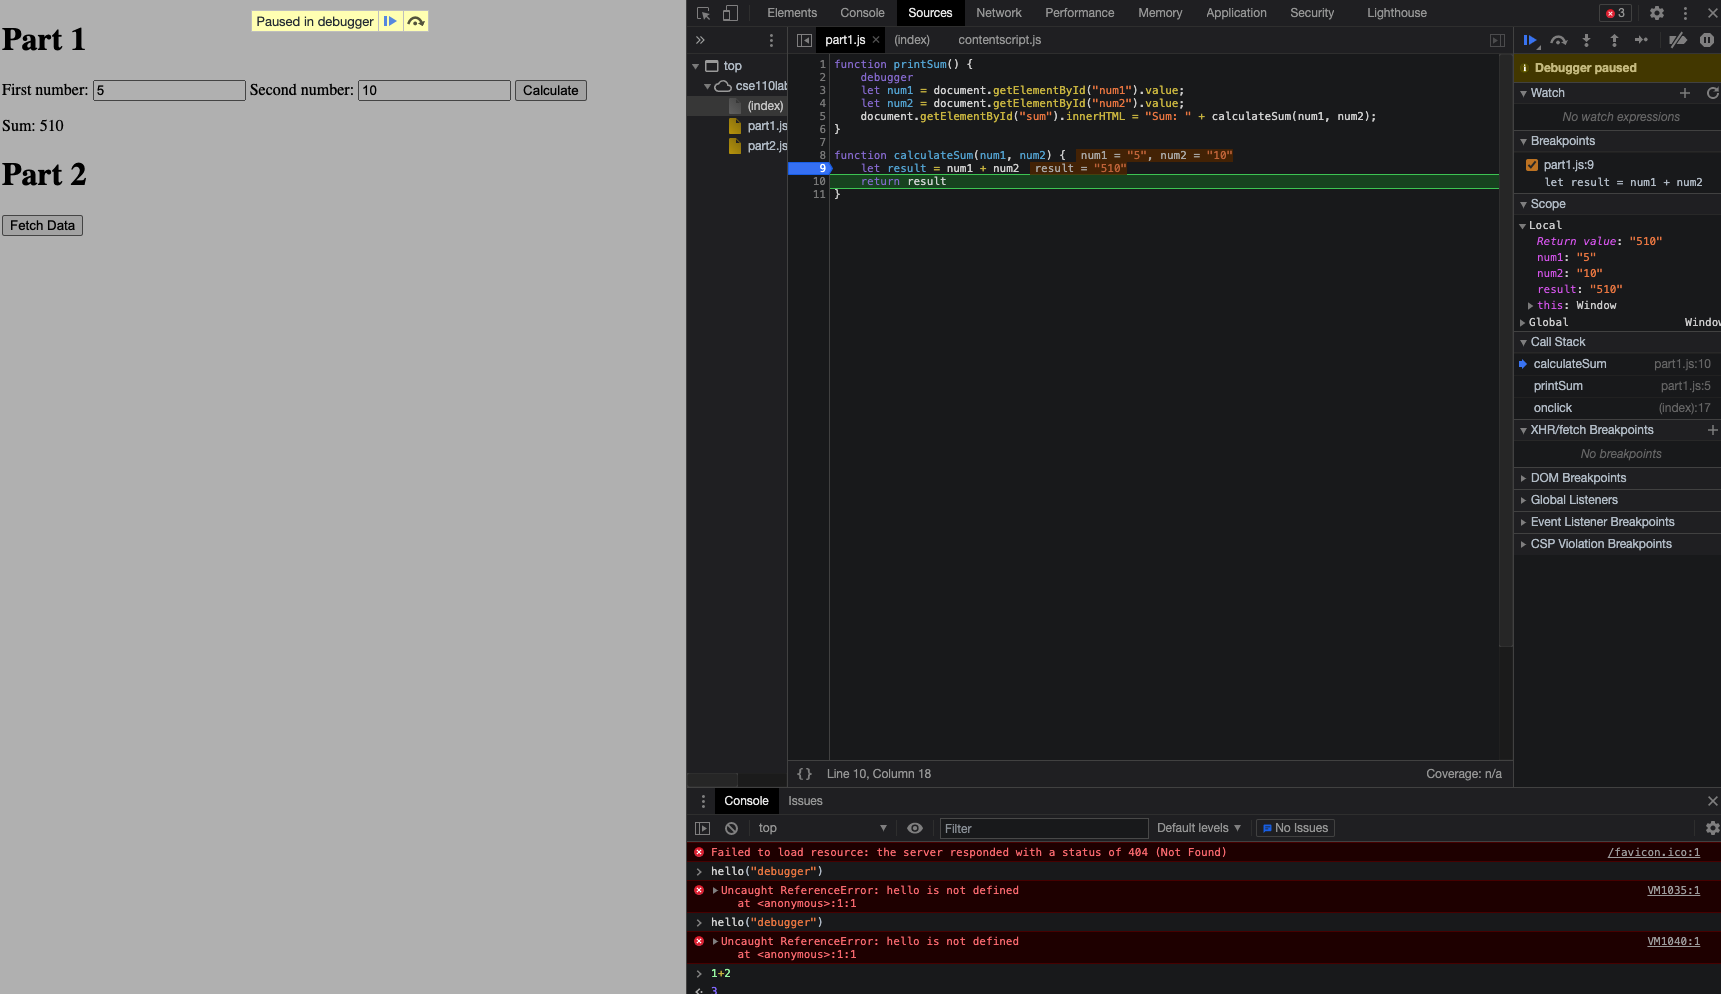 Paused in debugger
Part 1
First number: 5 Second number: 10 Calculate
Sum: 510
Part 2
Fetch Data
Elements Console Sources Network Performance Memory Application Security Lighthouse 3
part1.js × (index) contentscript.js
top
cse110lab
(index)
part1.js
part2.js
1 function printSum() {
2 debugger
3 let num1 = document.getElementById("num1").value;
4 let num2 = document.getElementById("num2").value;
5 document.getElementById("sum").innerHTML = "Sum: " + calculateSum(num1, num2);
6 }
7
8 function calculateSum(num1, num2) { num1 = "5", num2 = "10"
9 let result = num1 + num2 result = "510"
10 return result
11 }
{ } Line 10, Column 18 Coverage: n/a
Debugger paused
Watch
No watch expressions
Breakpoints
part1.js:9
let result = num1 + num2
Scope
Local
Return value: "510"
num1: "5"
num2: "10"
result: "510"
this: Window
Global Window
Call Stack
calculateSum part1.js:10
printSum part1.js:5
onclick (index):17
XHR/fetch Breakpoints
No breakpoints
DOM Breakpoints
Global Listeners
Event Listener Breakpoints
CSP Violation Breakpoints
Console Issues
top Filter Default levels No Issues
Failed to load resource: the server responded with a status of 404 (Not Found) /favicon.ico:1
hello("debugger")
Uncaught ReferenceError: hello is not defined VM1035:1
at <anonymous>:1:1
hello("debugger")
Uncaught ReferenceError: hello is not defined VM1040:1
at <anonymous>:1:1
1+2
3